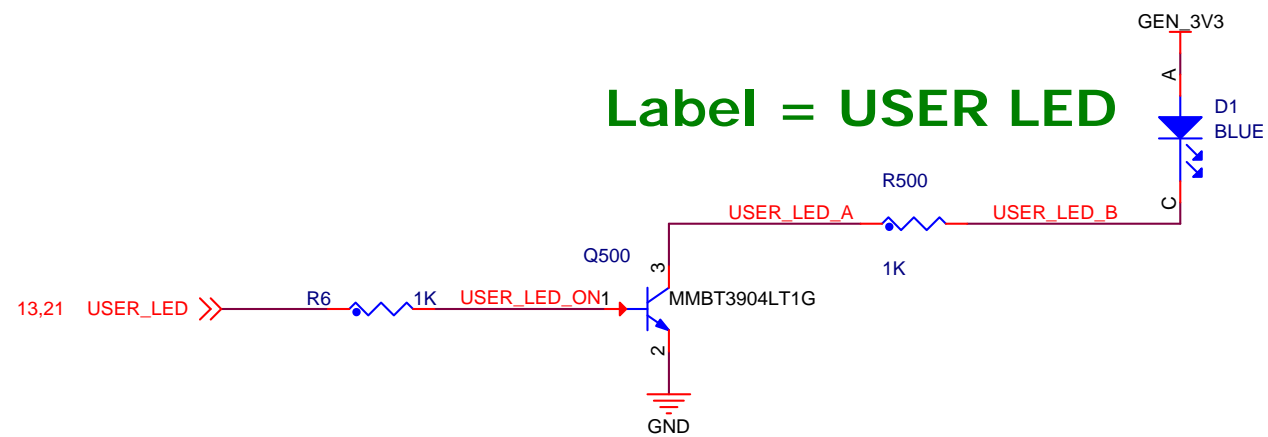 GEN_3V3
A
Label = USER LED
D1
BLUE
R500
C
USER_LED_A
USER_LED_B
Q500
3
1K
13,21
USER_LED
R6
1K
USER_LED_ON
1
MMBT3904LT1G
2
GND